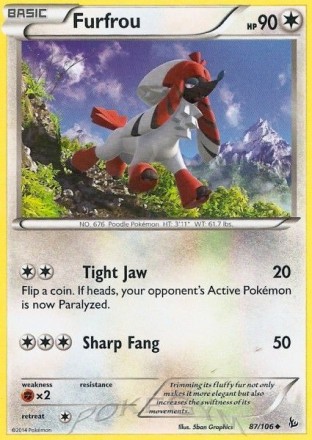 BASIC
Furfrou HP 90
NO. 676 Poodle Pokémon HT: 3'11" WT: 61.7 lbs.
Tight Jaw 20
Flip a coin. If heads, your opponent's Active Pokémon
is now Paralyzed.
Sharp Fang 50
weakness resistance
×2
retreat
Trimming its fluffy fur not only
makes it more elegant but also
increases the swiftness of its
movements.
©2014 Pokémon Illus. 5ban Graphics 87/106